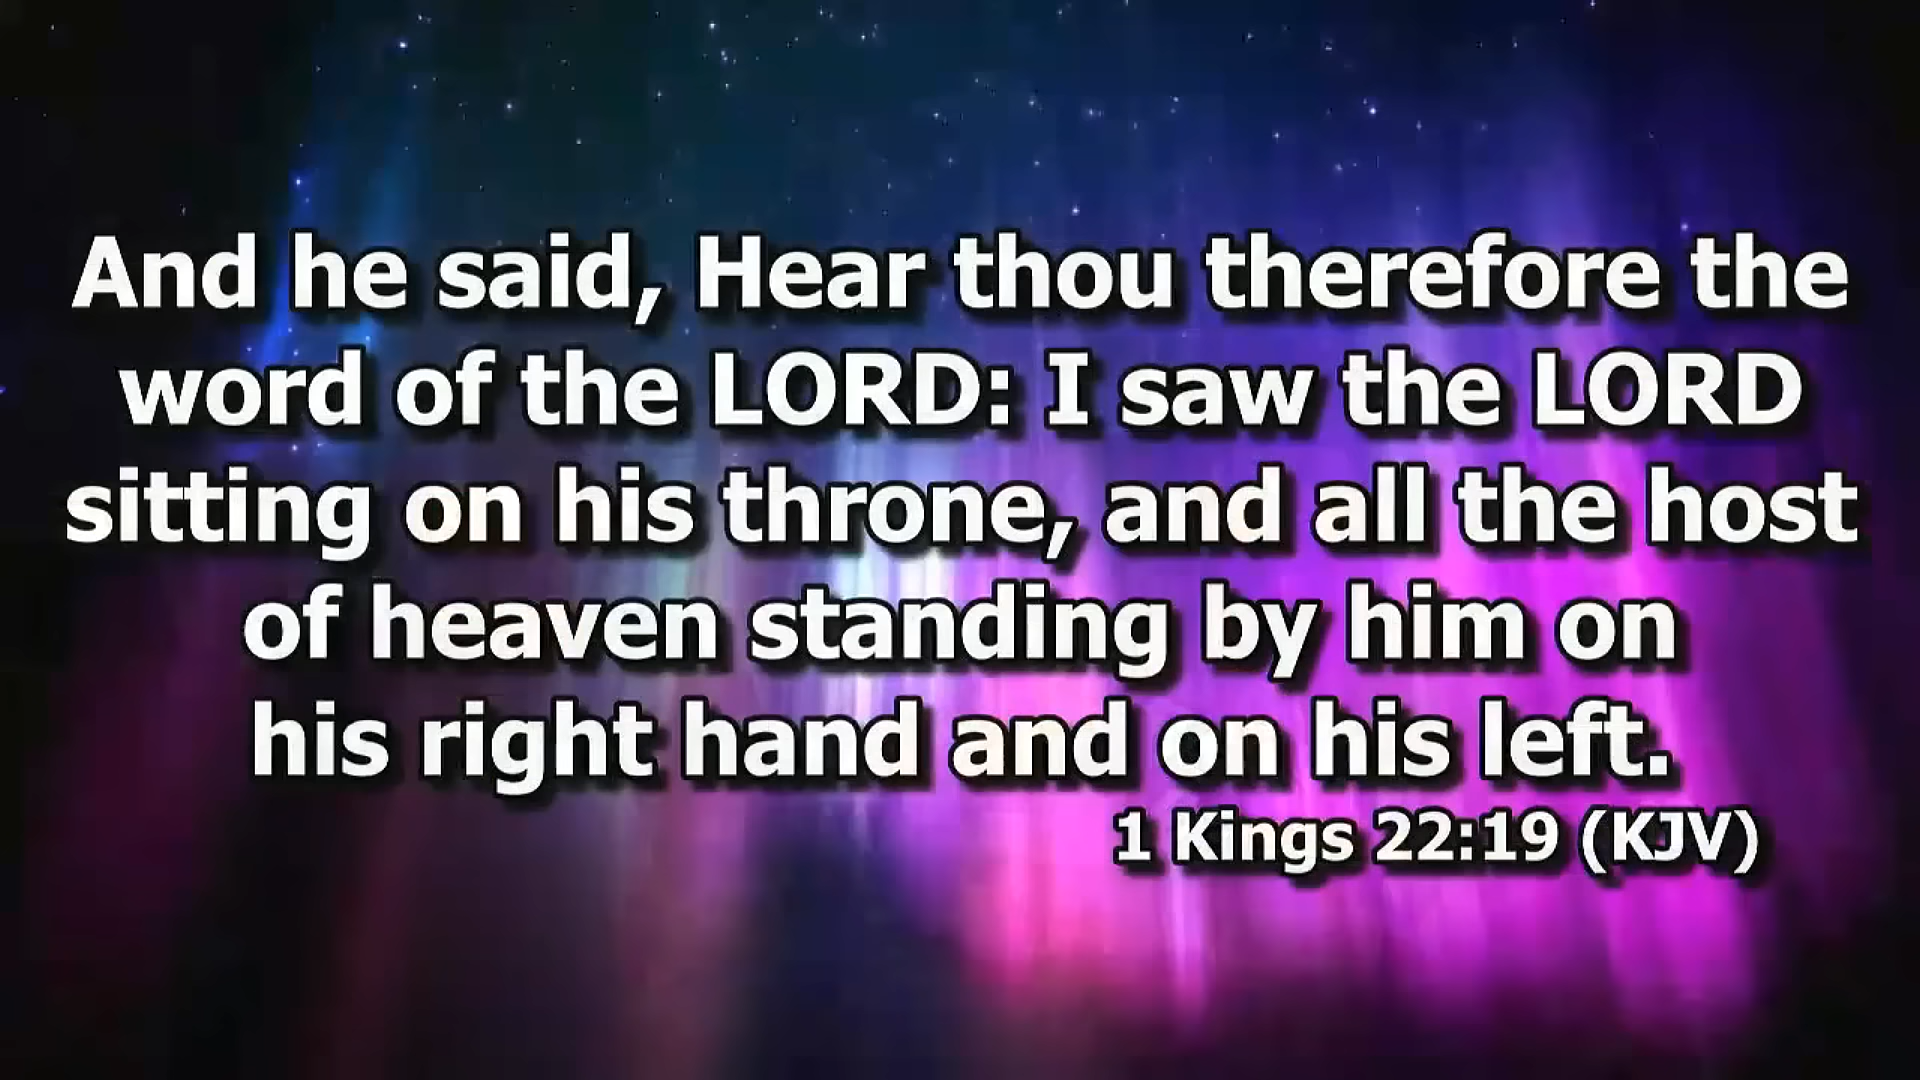 And he said, Hear thou therefore the
word of the LORD: I saw the LORD
sitting on his throne, and all the host
of heaven standing by him on
his right hand and on his left.
1 Kings 22:19 (KJV)